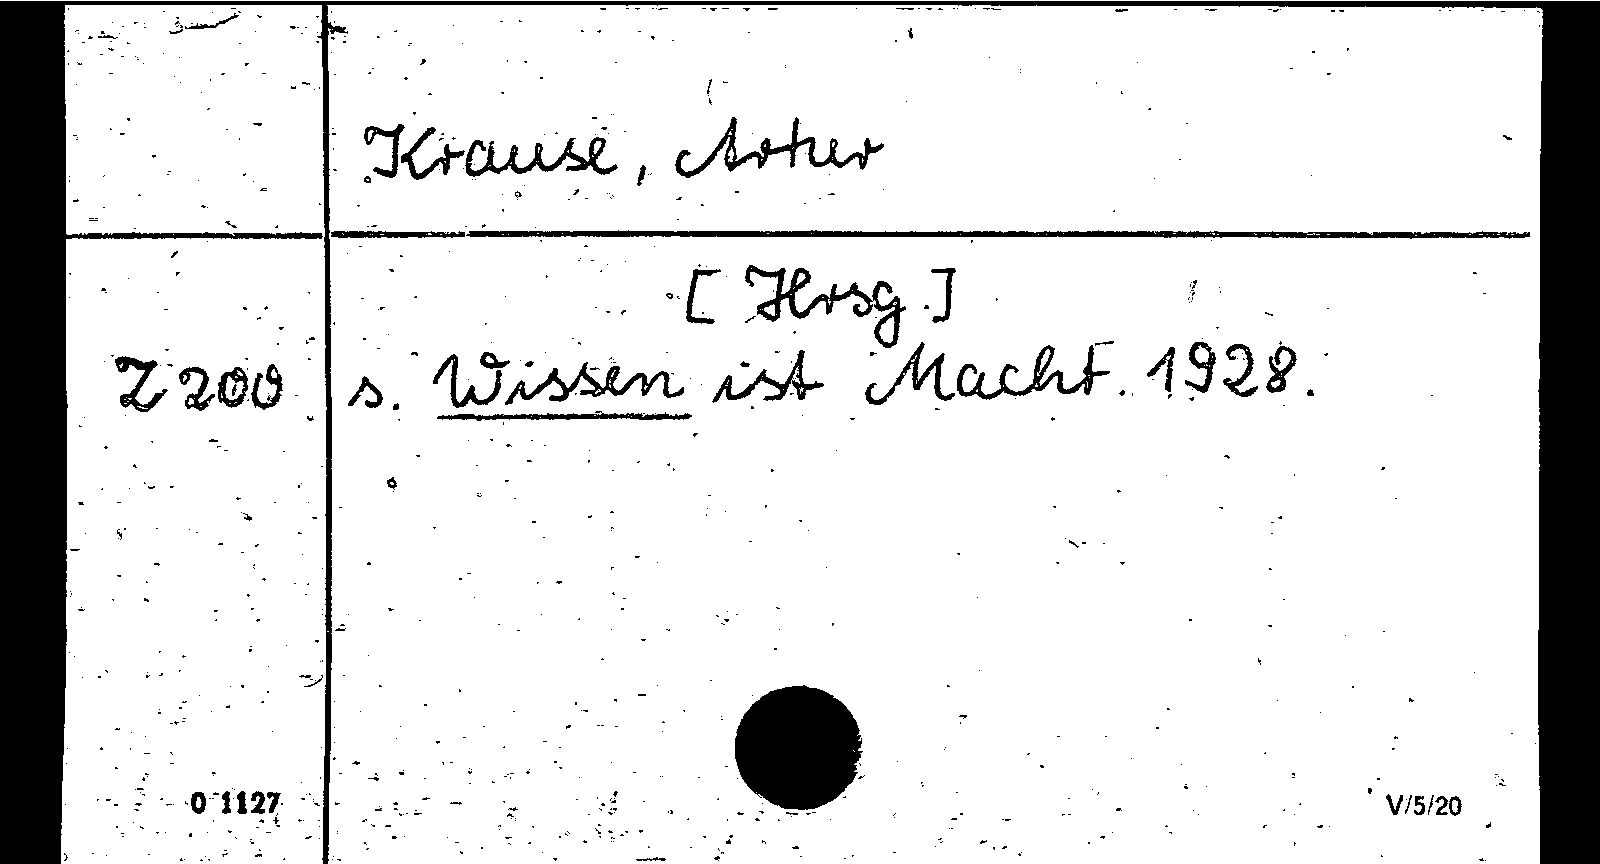 Krause, Artur
[Hrsg.]
Z 200 s. Wissen ist Macht. 1928.
0 1127
V/5/20